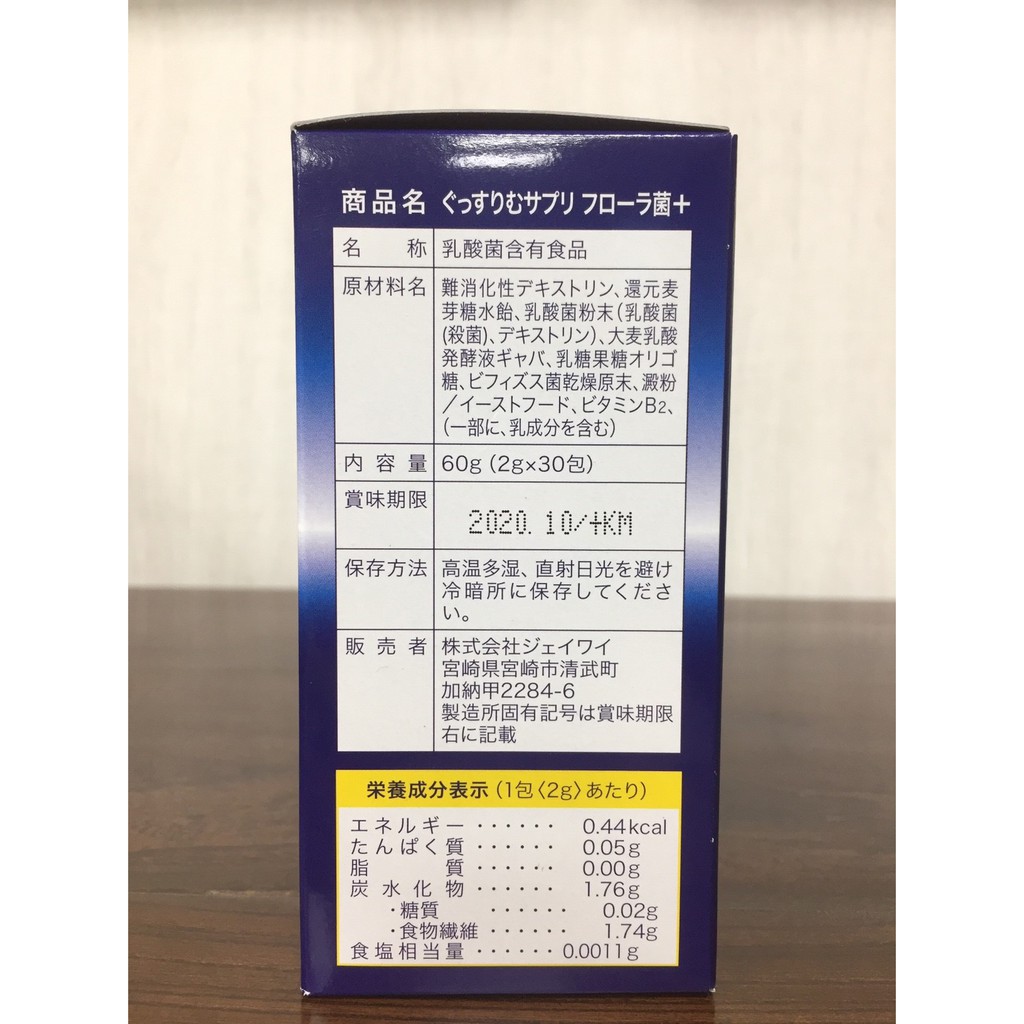 商品名 ぐっすりむサプリ フローラ菌+
名称 乳酸菌含有食品
原材料名 難消化性デキストリン、還元麦
芽糖水飴、乳酸菌粉末(乳酸菌
(殺菌)、デキストリン)、大麦乳酸
発酵液ギャバ、乳糖果糖オリゴ
糖、ビフィズス菌乾燥原末、澱粉
/イーストフード、ビタミンB2、
(一部に、乳成分を含む)
内容量 60g(2g×30包)
賞味期限 2020. 10/+KM
保存方法 高温多湿、直射日光を避け
冷暗所に保存してくださ
い。
販売者 株式会社ジェイワイ
宮崎県宮崎市清武町
加納甲2284-6
製造所固有記号は賞味期限
右に記載
栄養成分表示(1包〈2g〉あたり)
エネルギー・・・・・・ 0.44kcal
たんぱく質・・・・・・ 0.05g
脂質・・・・・・ 0.00g
炭水化物・・・・・・ 1.76g
・糖質・・・・・・ 0.02g
・食物繊維・・・・・・ 1.74g
食塩相当量・・・・・・ 0.0011g